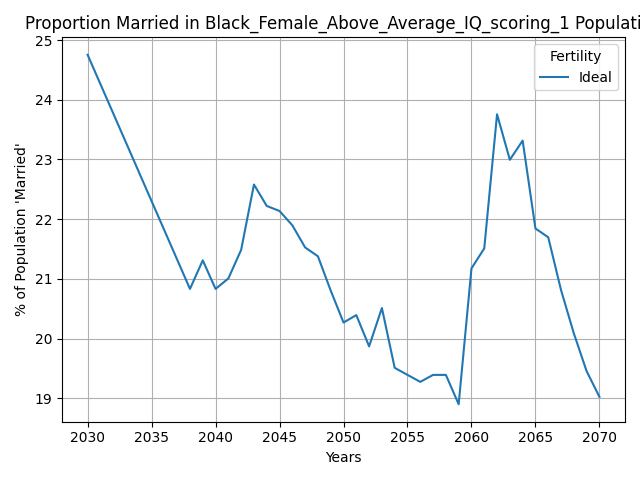 Proportion Married in Black_Female_Above_Average_IQ_scoring_1 Populati
25
24
23
22
21
20
19
% of Population 'Married'
Fertility
Ideal
2030 2035 2040 2045 2050 2055 2060 2065 2070
Years